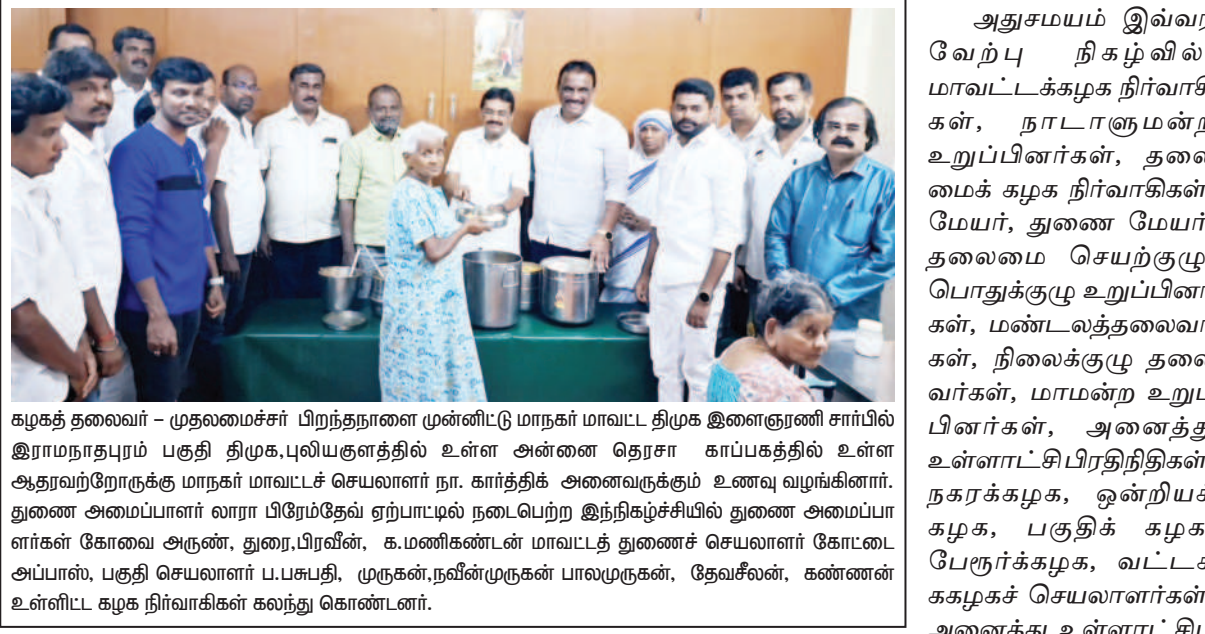 கழகத் தலைவர் – முதலமைச்சர் பிறந்தநாளை முன்னிட்டு மாநகர் மாவட்ட திமுக இளைஞரணி சார்பில்
இராமநாதபுரம் பகுதி திமுக,புலியகுளத்தில் உள்ள அன்னை தெரசா காப்பகத்தில் உள்ள
ஆதரவற்றோருக்கு மாநகர் மாவட்டச் செயலாளர் நா. கார்த்திக் அனைவருக்கும் உணவு வழங்கினார்.
துணை அமைப்பாளர் லாரா பிரேம்தேவ் ஏற்பாட்டில் நடைபெற்ற இந்நிகழ்ச்சியில் துணை அமைப்பா
ளர்கள் கோவை அருண், துரை,பிரவீன், க.மணிகண்டன் மாவட்டத் துணைச் செயலாளர் கோட்டை
அப்பாஸ், பகுதி செயலாளர் ப.பசுபதி, முருகன்,நவீன்முருகன் பாலமுருகன், தேவசீலன், கண்ணன்
உள்ளிட்ட கழக நிர்வாகிகள் கலந்து கொண்டனர்.
அதுசமயம் இவ்வர
வேற்பு நிகழ்வில்
மாவட்டக்கழக நிர்வாகி
கள், நாடாளுமன்ற
உறுப்பினர்கள், தலை
மைக் கழக நிர்வாகிகள்
மேயர், துணை மேயர்
தலைமை செயற்குழு
பொதுக்குழு உறுப்பினர்
கள், மண்டலத்தலைவர்
கள், நிலைக்குழு தலை
வர்கள், மாமன்ற உறுப்
பினர்கள், அனைத்து
உள்ளாட்சிபிரதிநிதிகள்
நகரக்கழக, ஒன்றியக்
கழக, பகுதிக் கழக
பேரூர்க்கழக, வட்டக்
ககழகச் செயலாளர்கள்
அனைத்து உள்ளாட்சிப்